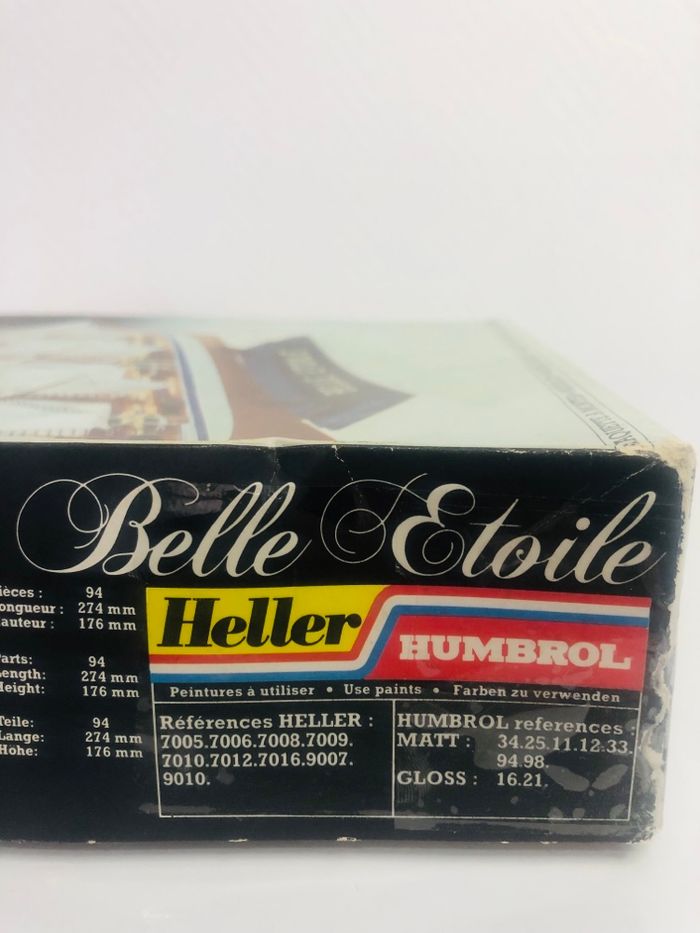 Belle Etoile
ièces : 94
ongueur : 274 mm
auteur : 176 mm
arts: 94
ength: 274 mm
eight: 176 mm
Teile: 94
Lange: 274 mm
Hohe: 176 mm
Heller
HUMBROL
Peintures à utiliser • Use paints • Farben zu verwenden
Références HELLER :
7005.7006.7008.7009.
7010.7012.7016.9007.
9010.
HUMBROL references :
MATT : 34.25.11.12.33.
94.98.
GLOSS : 16.21.